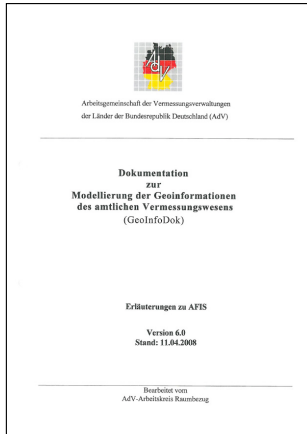 AdV
Arbeitsgemeinschaft der Vermessungsverwaltungen
der Länder der Bundesrepublik Deutschland (AdV)
Dokumentation
zur
Modellierung der Geoinformationen
des amtlichen Vermessungswesens
(GeoInfoDok)
Erläuterungen zu AFIS
Version 6.0
Stand: 11.04.2008
Bearbeitet vom
AdV-Arbeitskreis Raumbezug